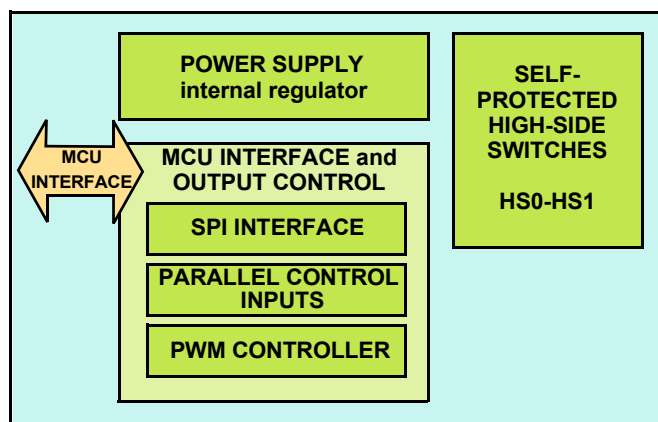 POWER SUPPLY
internal regulator
SELF-
PROTECTED
HIGH-SIDE
SWITCHES
HS0-HS1
MCU
INTERFACE
MCU INTERFACE and
OUTPUT CONTROL
SPI INTERFACE
PARALLEL CONTROL
INPUTS
PWM CONTROLLER